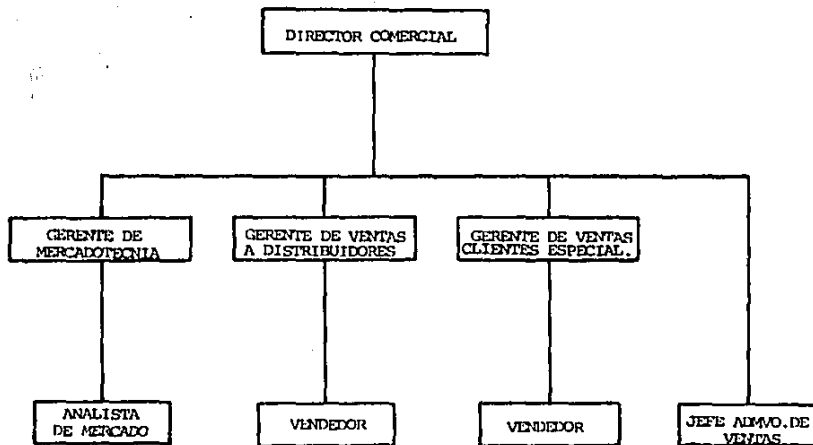 DIRECTOR COMERCIAL
GERENTE DE
MERCADOTECNIA
GERENTE DE VENTAS
A DISTRIBUIDORES
GERENTE DE VENTAS
CLIENTES ESPECIAL.
ANALISTA
DE MERCADO
VENDEDOR
VENDEDOR
JEFE ADMVO.DE
VENTAS